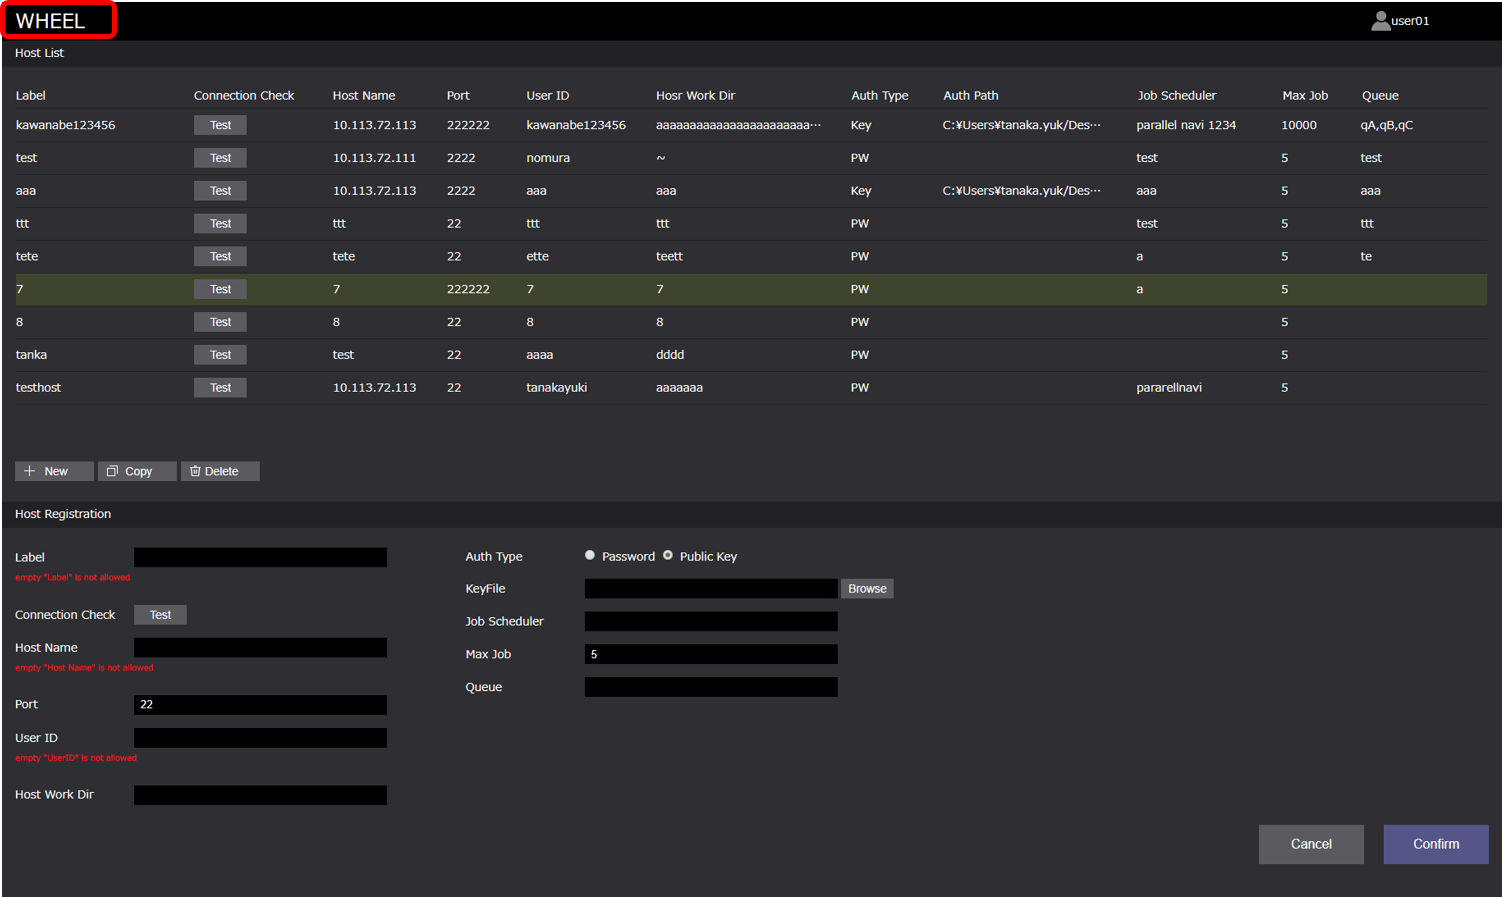 WHEEL
user01
Host List
Label Connection Check Host Name Port User ID Hosr Work Dir Auth Type Auth Path Job Scheduler Max Job Queue
kawanabe123456 Test 10.113.72.113 222222 kawanabe123456 aaaaaaaaaaaaaaaaaaaaaaa··· Key C:¥Users¥tanaka.yuk/Des··· parallel navi 1234 10000 qA,qB,qC
test Test 10.113.72.111 2222 nomura ~ PW test 5 test
aaa Test 10.113.72.113 2222 aaa aaa Key C:¥Users¥tanaka.yuk/Des··· aaa 5 aaa
ttt Test ttt 22 ttt ttt PW test 5 ttt
tete Test tete 22 ette teett PW a 5 te
7 Test 7 222222 7 7 PW a 5
8 Test 8 22 8 8 PW 5
tanka Test test 22 aaaa dddd PW 5
testhost Test 10.113.72.113 22 tanakayuki aaaaaaa PW pararellnavi 5
New Copy Delete
Host Registration
Label
empty "Label" is not allowed
Connection Check Test
Host Name
empty "Host Name" is not allowed
Port 22
User ID
empty "UserID" is not allowed
Host Work Dir
Auth Type Password Public Key
KeyFile Browse
Job Scheduler
Max Job 5
Queue
Cancel Confirm